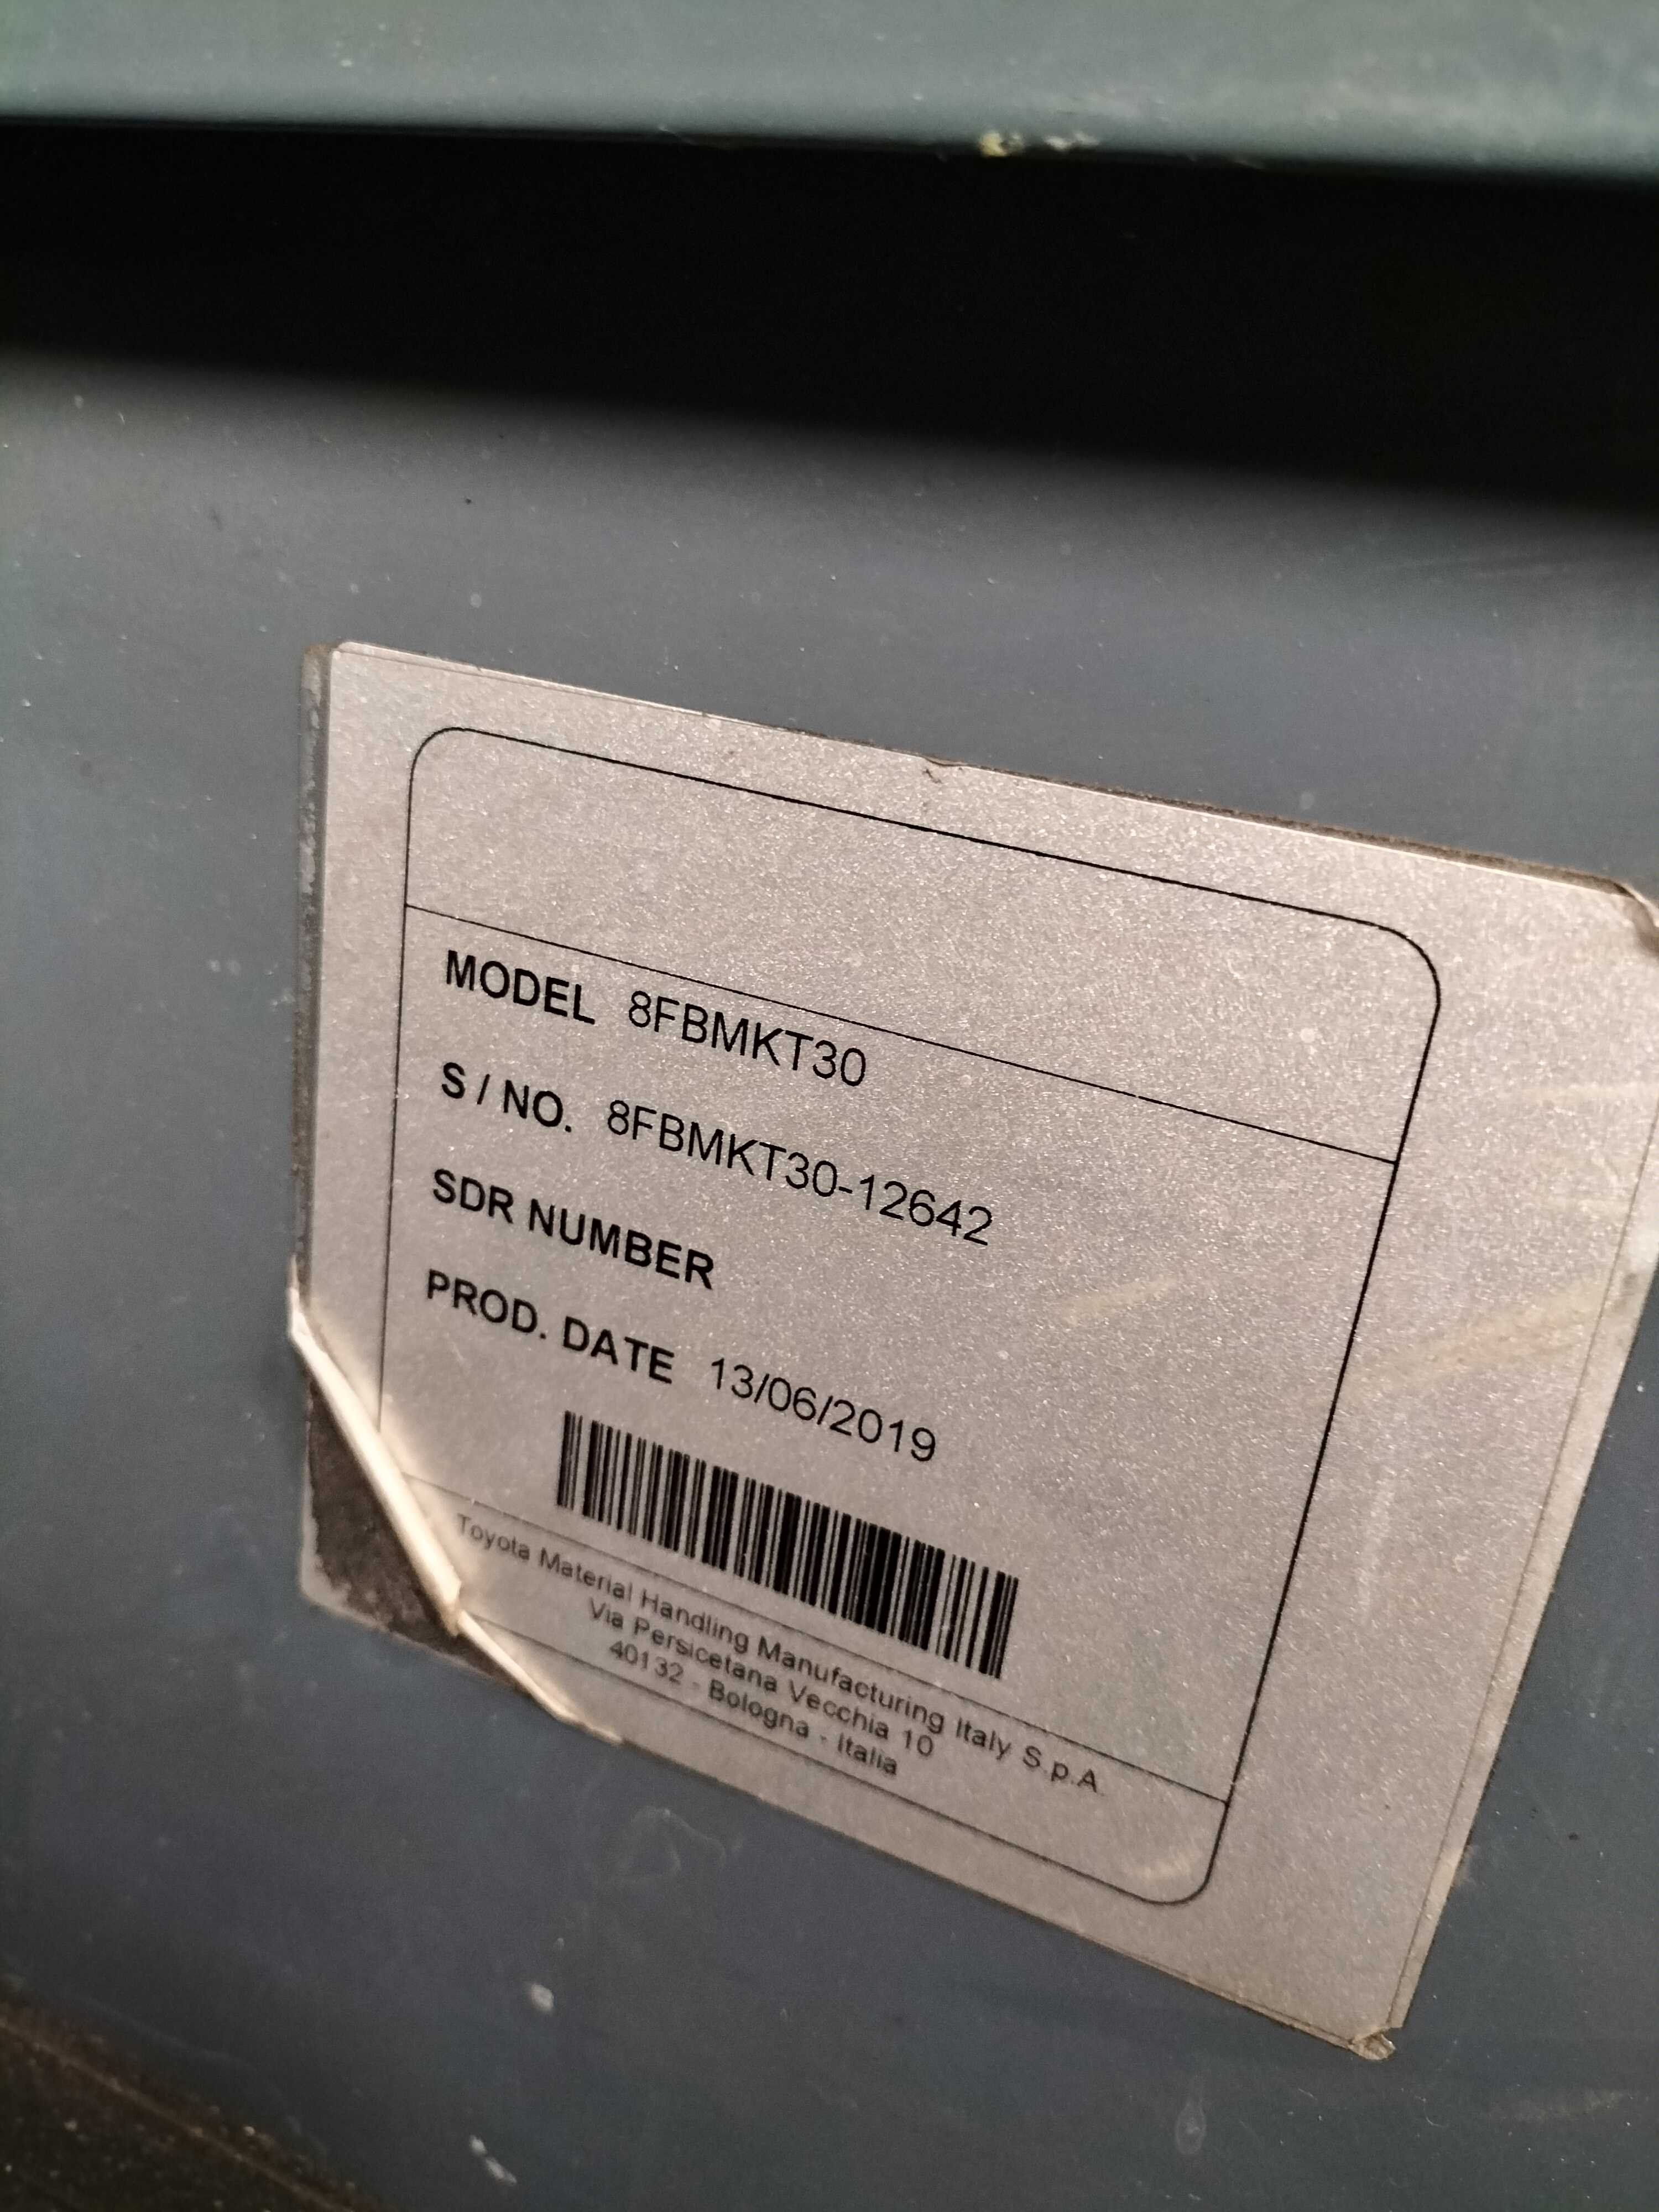 MODEL 8FBMKT30
S / NO. 8FBMKT30-12642
SDR NUMBER
PROD. DATE 13/06/2019
Toyota Material Handling Manufacturing Italy S.p.A.
Via Persicetana Vecchia 10
40132 - Bologna - Italia